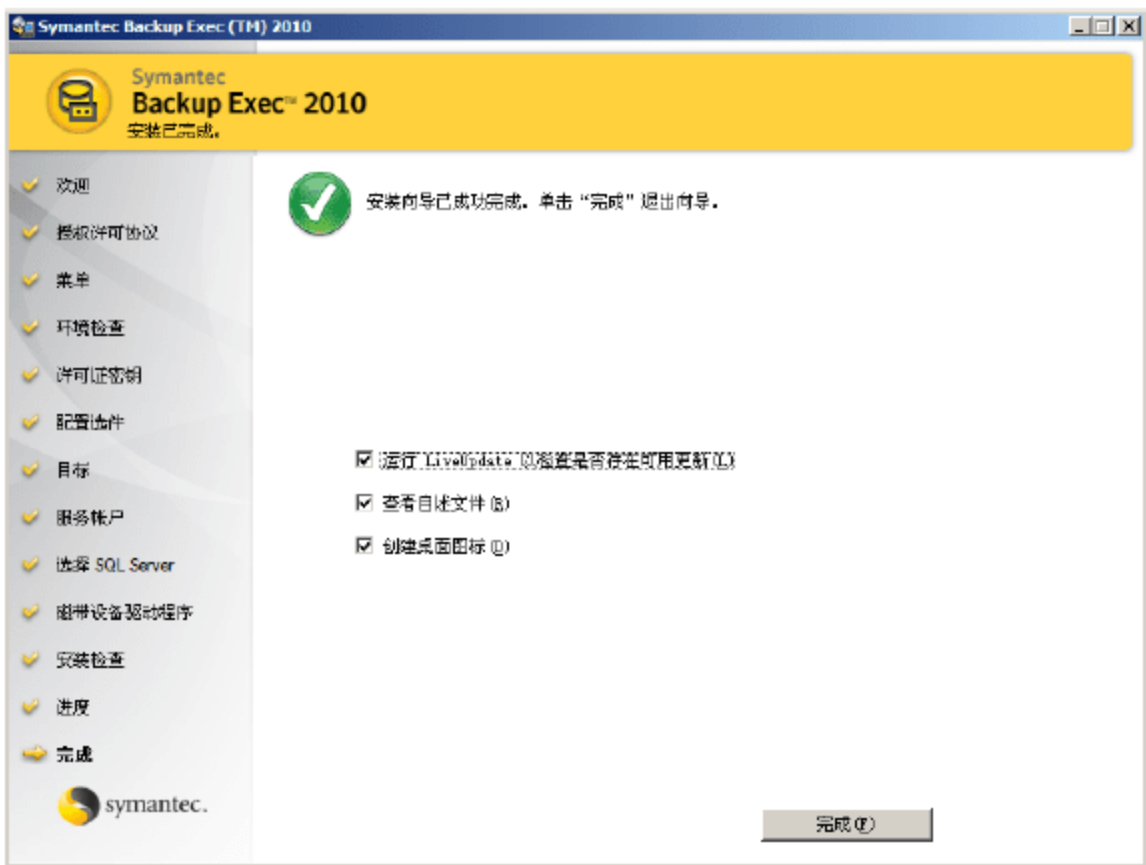 Symantec Backup Exec (TM) 2010
Symantec
Backup Exec™ 2010
安装已完成。
欢迎
授权许可协议
菜单
环境检查
许可证密钥
配置选件
目标
服务帐户
选择 SQL Server
磁带设备驱动程序
安装检查
进度
完成
symantec.
安装向导已成功完成。单击“完成”退出向导。
运行 LiveUpdate 以检查是否存在可用更新(L)
查看自述文件(R)
创建桌面图标(D)
完成(F)